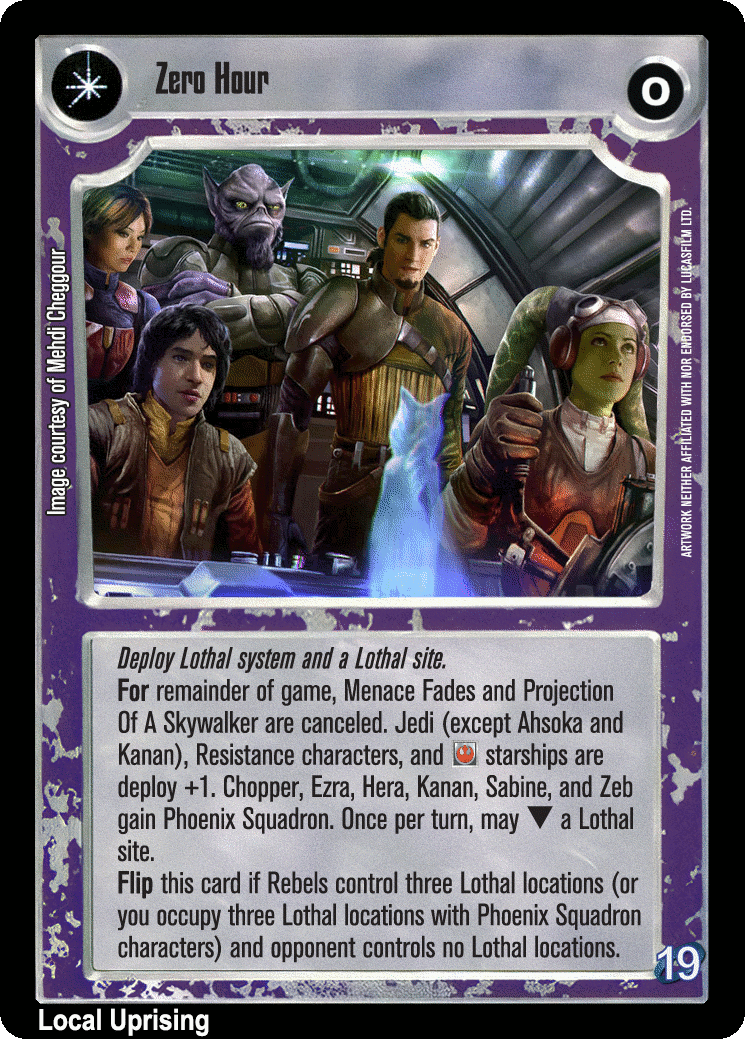 Zero Hour
0
Image courtesy of Mehdi Cheggour
ARTWORK NEITHER AFFILIATED WITH NOR ENDORSED BY LUCASFILM LTD.
Deploy Lothal system and a Lothal site.
For remainder of game, Menace Fades and Projection
Of A Skywalker are canceled. Jedi (except Ahsoka and
Kanan), Resistance characters, and starships are
deploy +1. Chopper, Ezra, Hera, Kanan, Sabine, and Zeb
gain Phoenix Squadron. Once per turn, may ▼ a Lothal
site.
Flip this card if Rebels control three Lothal locations (or
you occupy three Lothal locations with Phoenix Squadron
characters) and opponent controls no Lothal locations.
19
Local Uprising